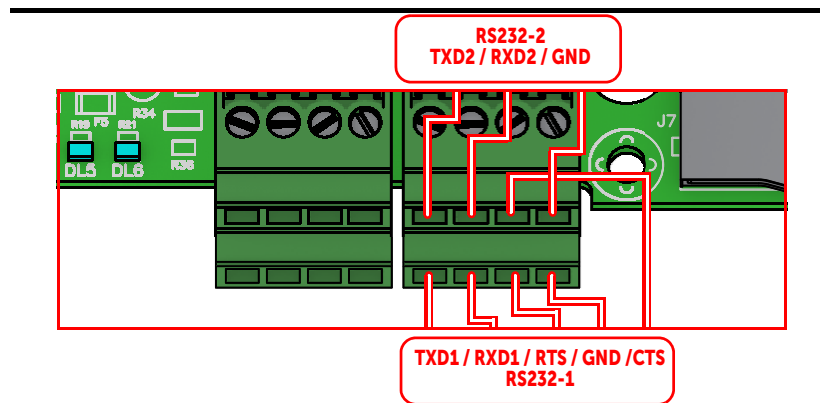 RS232-2
TXD2 / RXD2 / GND
R19
F5
R34
R21
J7
R36
DL5
DL6
TXD1 / RXD1 / RTS / GND /CTS
RS232-1